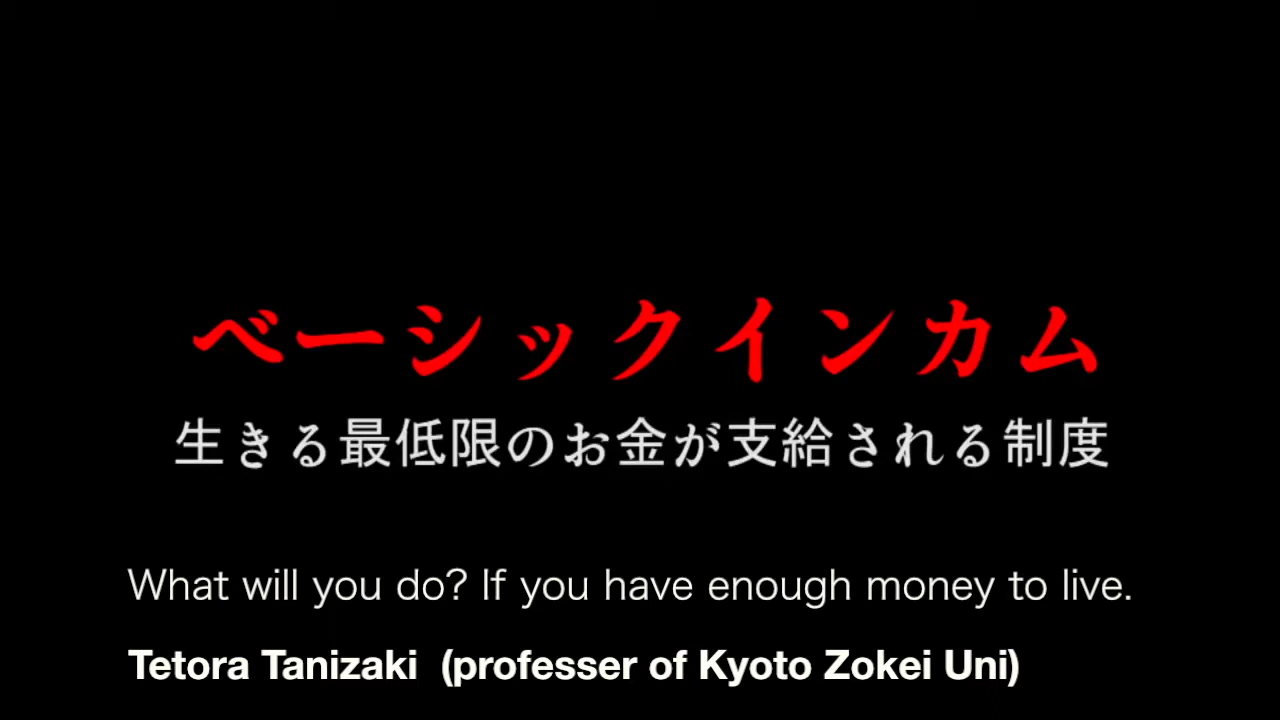 ベーシックインカム
生きる最低限のお金が支給される制度
What will you do? If you have enough money to live.
Tetora Tanizaki (professer of Kyoto Zokei Uni)